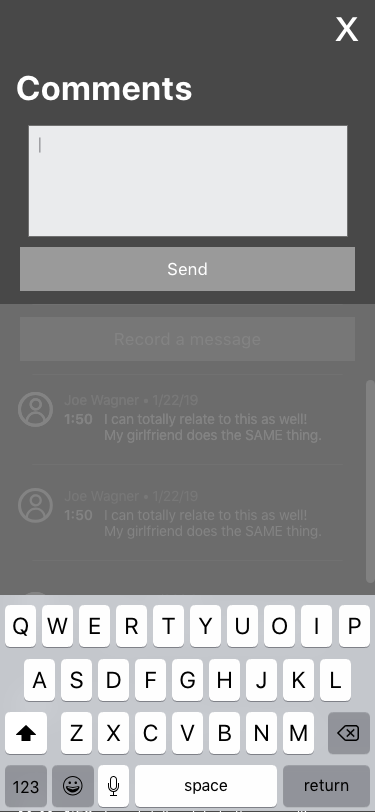 X
Comments
Send
Record a message
Joe Wagner • 1/22/19
1:50 I can totally relate to this as well!
My girlfriend does the SAME thing.
Joe Wagner • 1/22/19
1:50 I can totally relate to this as well!
My girlfriend does the SAME thing.
Q W E R T Y U O I P
A S D F G H J K L
Z X C V B N M
123 space return